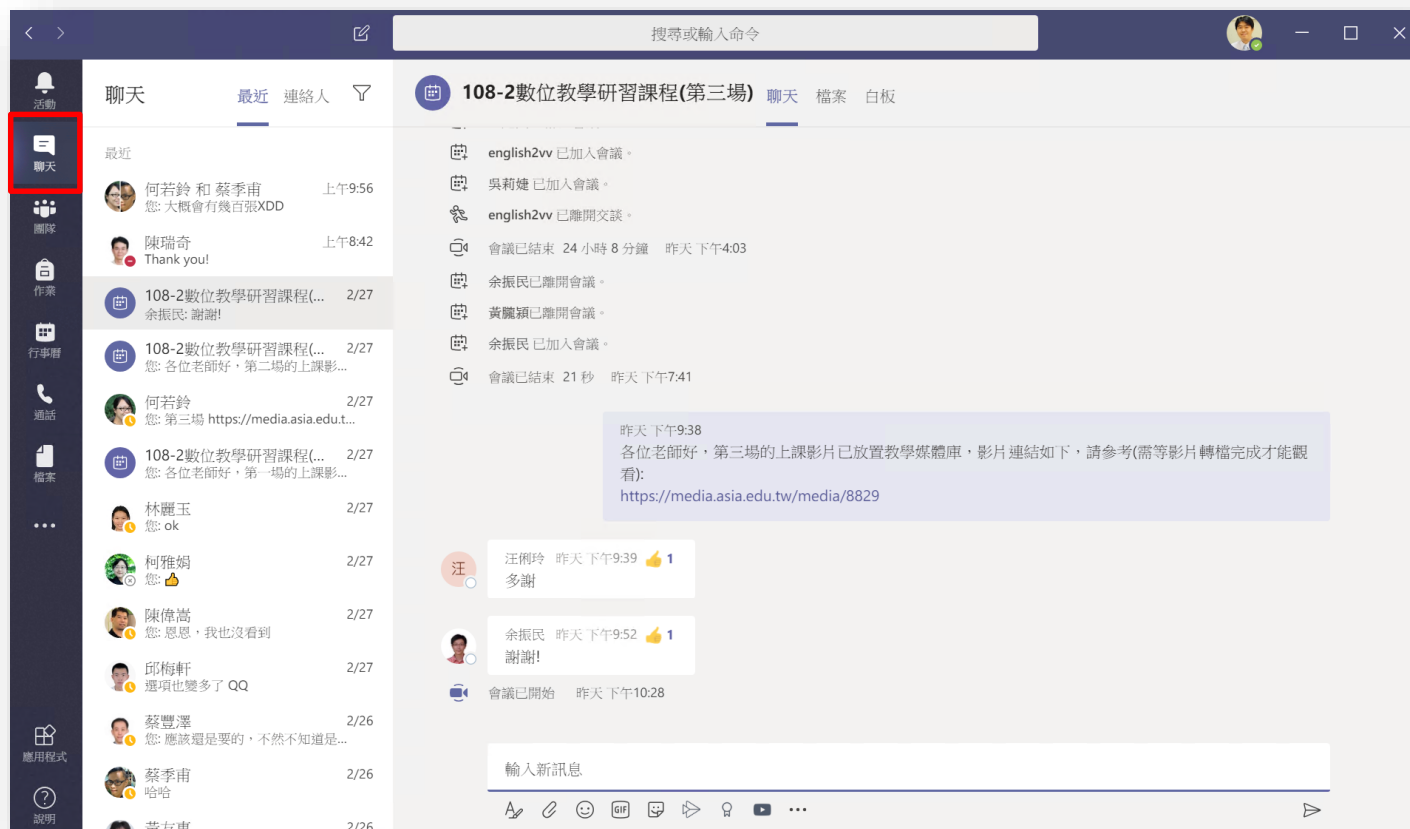 搜尋或輸入命令
活動
聊天
團隊
作業
行事曆
通話
檔案
應用程式
說明
聊天 最近 連絡人
最近
何若鈴 和 蔡季甫 上午9:56
您: 大概會有幾百張XDD
陳瑞奇 上午8:42
Thank you!
108-2數位教學研習課程(... 2/27
余振民: 謝謝!
108-2數位教學研習課程(... 2/27
您: 各位老師好，第二場的上課影...
何若鈴 2/27
您: 第三場 https://media.asia.edu.t...
108-2數位教學研習課程(... 2/27
您: 各位老師好，第一場的上課影...
林麗玉 2/27
您: ok
柯雅娟 2/27
您: 👍
陳偉嵩 2/27
您: 恩恩，我也沒看到
邱梅軒 2/27
選項也變多了 QQ
蔡豐澤 2/26
您: 應該還是要的，不然不知道是...
蔡季甫 2/26
哈哈
2/26
108-2數位教學研習課程(第三場) 聊天 檔案 白板
english2vv 已加入會議。
吳莉婕 已加入會議。
english2vv 已離開交談。
會議已結束 24 小時 8 分鐘 昨天 下午4:03
余振民已離開會議。
黃朧穎已離開會議。
余振民 已加入會議。
會議已結束 21 秒 昨天 下午7:41
昨天 下午9:38
各位老師好，第三場的上課影片已放置教學媒體庫，影片連結如下，請參考(需等影片轉檔完成才能觀
看):
https://media.asia.edu.tw/media/8829
汪
汪俐玲 昨天 下午9:39 👍 1
多謝
余振民 昨天 下午9:52 👍 1
謝謝!
會議已開始 昨天 下午10:28
輸入新訊息
GIF